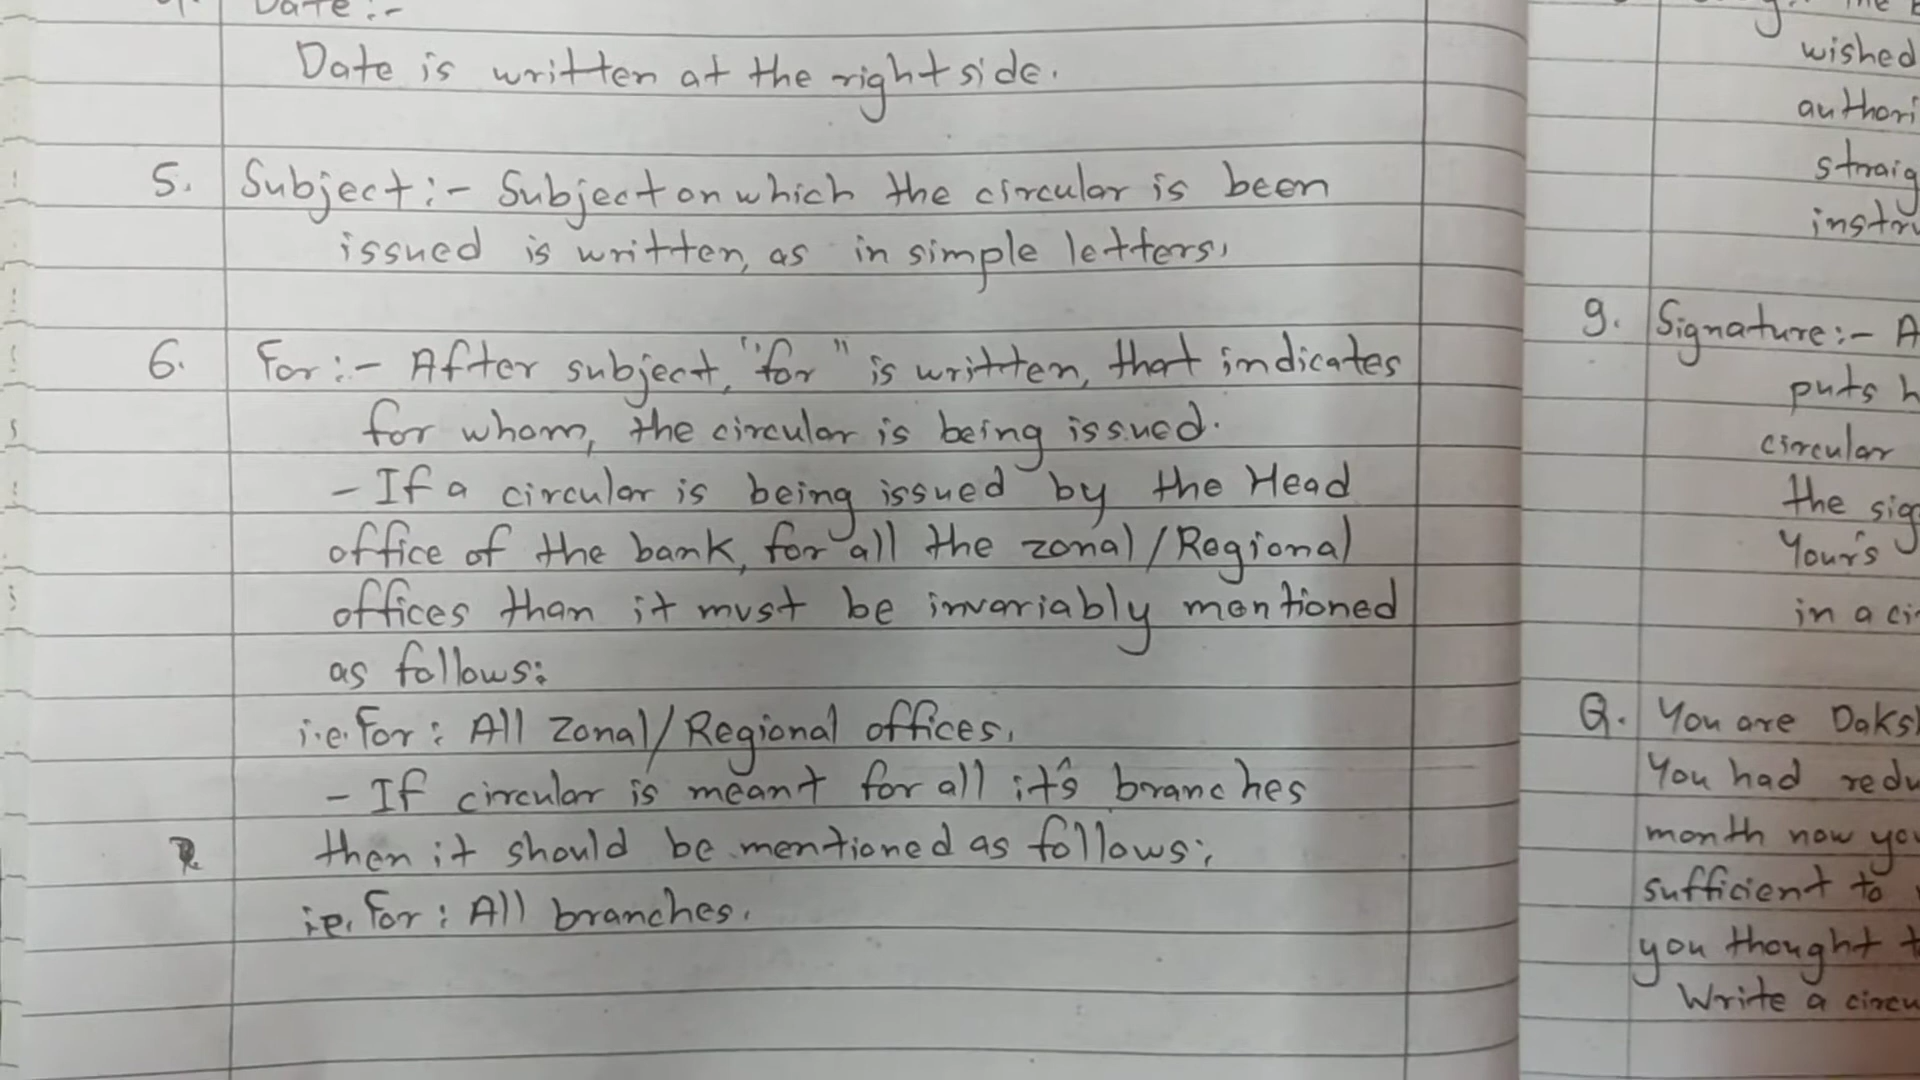 Date :-
Date is written at the right side.
5. Subject :- Subject on which the circular is been
issued is written, as in simple letters,
6. For :- After subject, "for" is written, that indicates
for whom, the circular is being issued.
- If a circular is being issued by the Head
office of the bank, for all the zonal / Regional
offices than it must be invariably mentioned
as follows:
i.e. For : All Zonal / Regional offices.
- If circular is meant for all it's branches
then it should be mentioned as follows;
i.e. For : All branches.
wished
authori
straig
instru
9. Signature :- A
puts h
circular
the sig
Your's
in a cir
Q. You are Daksh
You had redu
month now you
sufficient to
you thought t
Write a circu